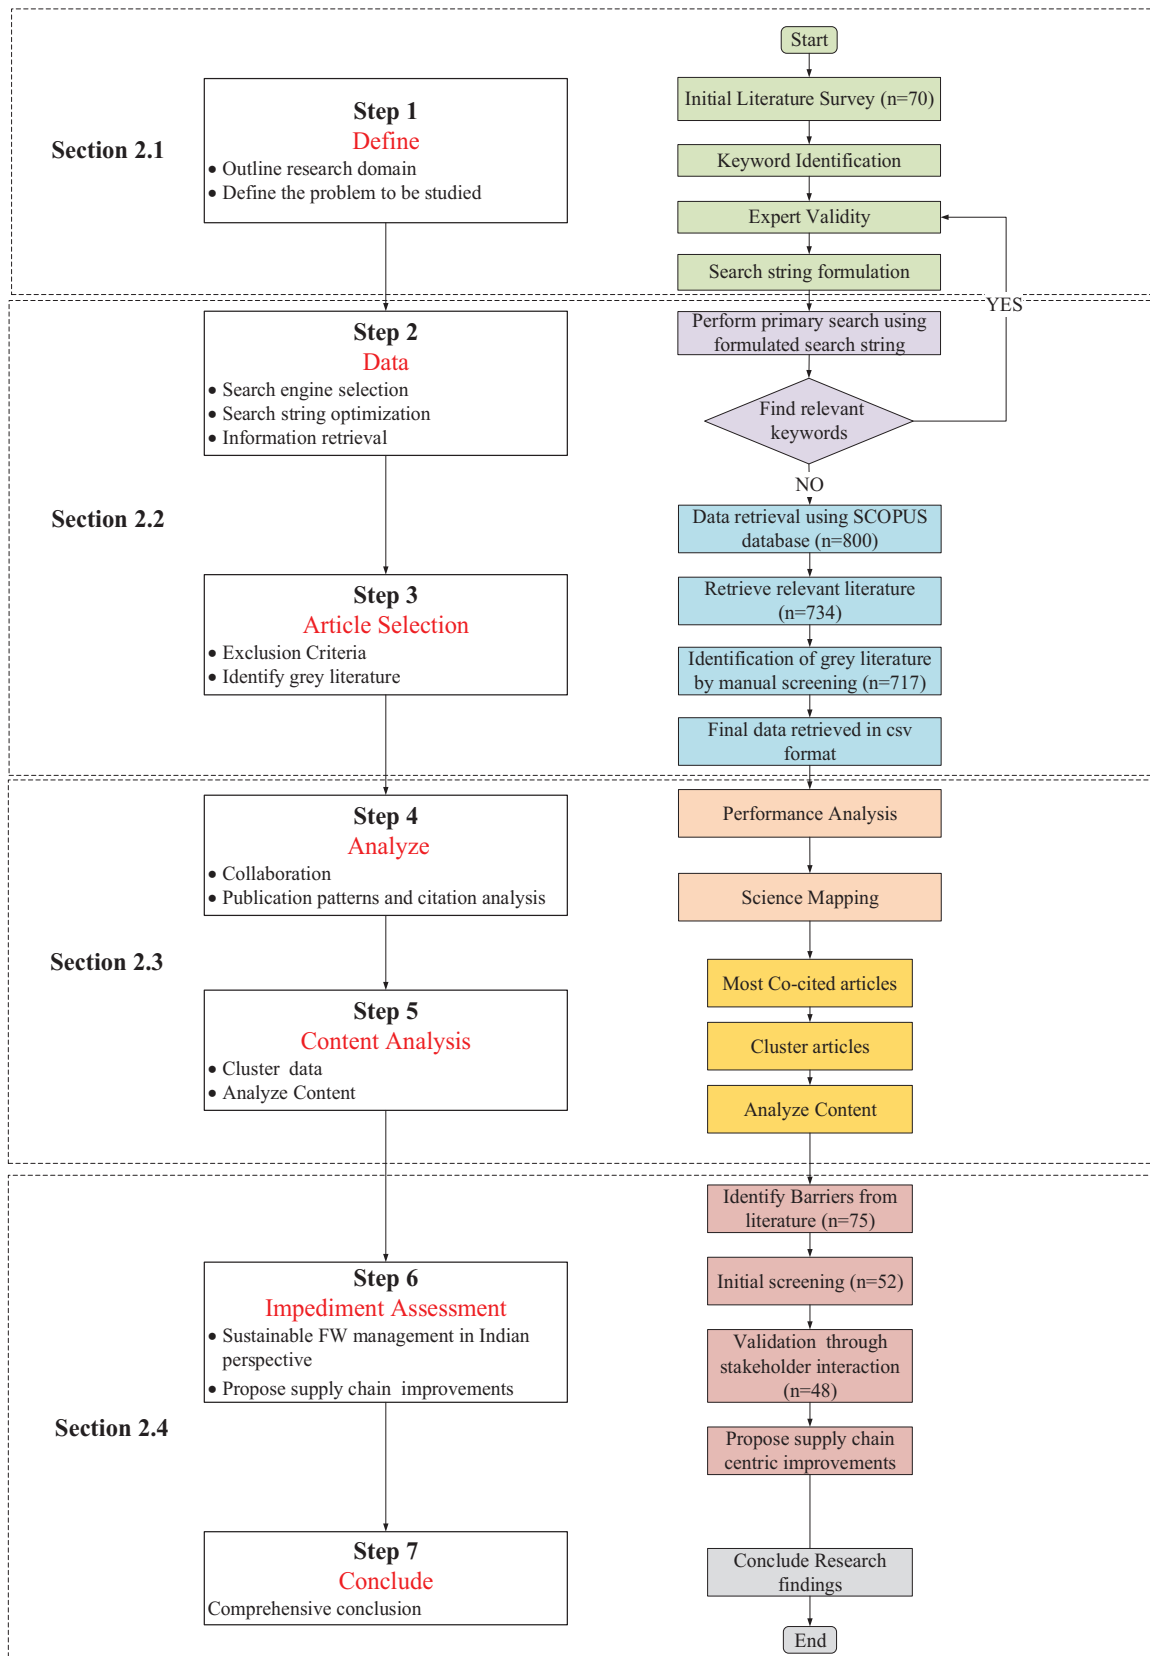 Section 2.1
Step 1
Define
• Outline research domain
• Define the problem to be studied
Start
Initial Literature Survey (n=70)
Keyword Identification
Expert Validity
Search string formulation
YES
Section 2.2
Step 2
Data
• Search engine selection
• Search string optimization
• Information retrieval
Step 3
Article Selection
• Exclusion Criteria
• Identify grey literature
Perform primary search using
formulated search string
Find relevant
keywords
NO
Data retrieval using SCOPUS
database (n=800)
Retrieve relevant literature
(n=734)
Identification of grey literature
by manual screening (n=717)
Final data retrieved in csv
format
Section 2.3
Step 4
Analyze
• Collaboration
• Publication patterns and citation analysis
Step 5
Content Analysis
• Cluster data
• Analyze Content
Performance Analysis
Science Mapping
Most Co-cited articles
Cluster articles
Analyze Content
Section 2.4
Step 6
Impediment Assessment
• Sustainable FW management in Indian
perspective
• Propose supply chain improvements
Step 7
Conclude
Comprehensive conclusion
Identify Barriers from
literature (n=75)
Initial screening (n=52)
Validation through
stakeholder interaction
(n=48)
Propose supply chain
centric improvements
Conclude Research
findings
End